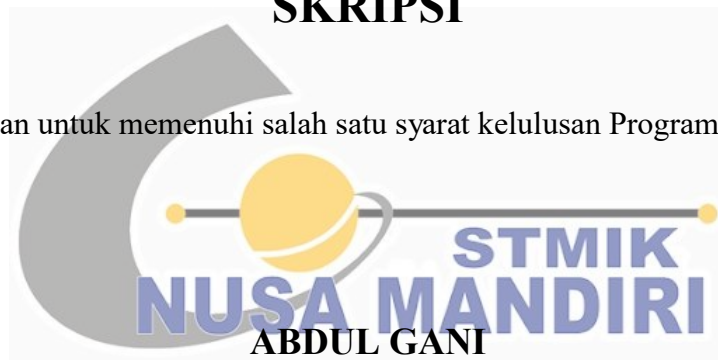 SKRIPSI
an untuk memenuhi salah satu syarat kelulusan Program
STMIK
NUSA MANDIRI
ABDUL GANI